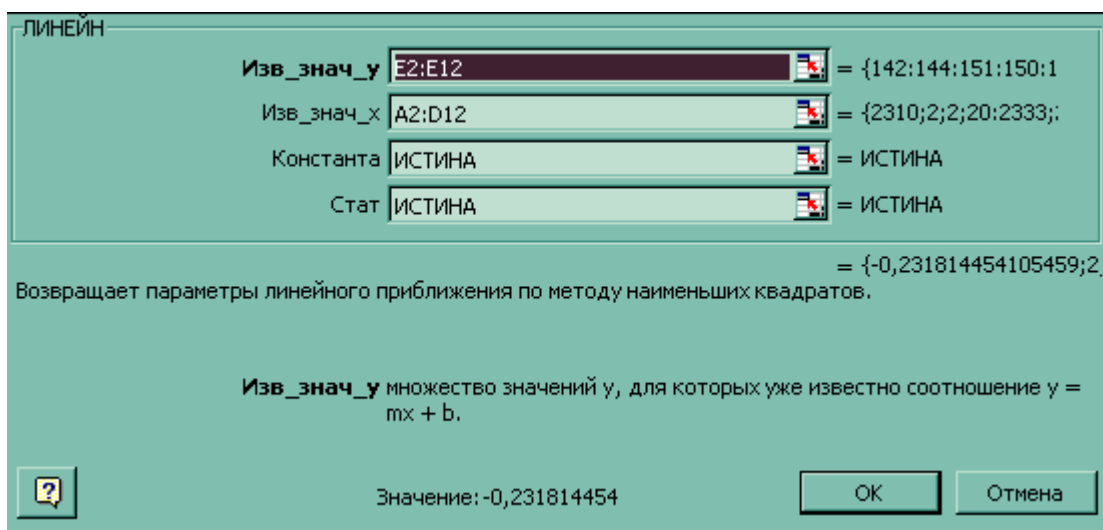 ЛИНЕЙН
Изв_знач_y E2:E12 = {142:144:151:150:1
Изв_знач_x A2:D12 = {2310;2;2;20:2333;
Константа ИСТИНА = ИСТИНА
Стат ИСТИНА = ИСТИНА
= {-0,231814454105459;2
Возвращает параметры линейного приближения по методу наименьших квадратов.
Изв_знач_y множество значений y, для которых уже известно соотношение y =
mx + b.
? Значение:-0,231814454 OK Отмена